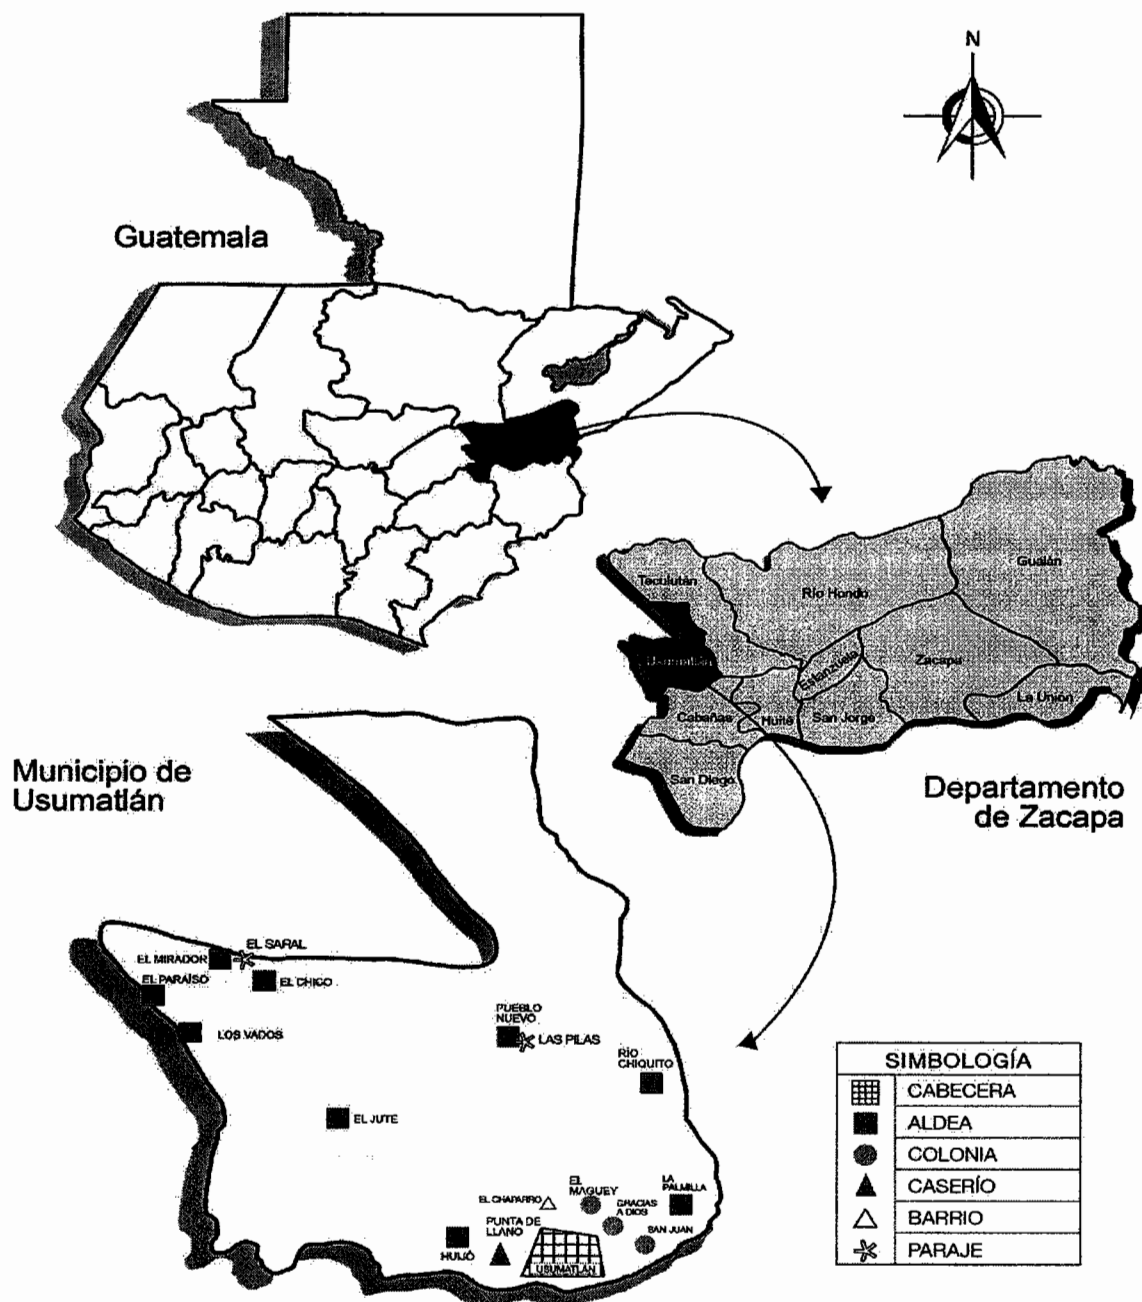 N
Guatemala
Teculután
Río Hondo
Gualán
Usumatlán
Estanzuela
Zacapa
La Unión
Cabañas
Huité
San Jorge
San Diego
Departamento
de Zacapa
Municipio de
Usumatlán
EL SARAL
EL MIRADOR
EL PARAÍSO
EL CHICO
LOS VADOS
PUEBLO
NUEVO
LAS PILAS
RÍO
CHIQUITO
EL JUTE
EL CHAPARRO
EL
MAGUEY
GRACIAS
A DIOS
LA
PALMILLA
SAN JUAN
PUNTA DE
LLANO
HUIJÓ
USUMATLÁN
SIMBOLOGÍA
CABECERA
ALDEA
COLONIA
CASERÍO
BARRIO
PARAJE